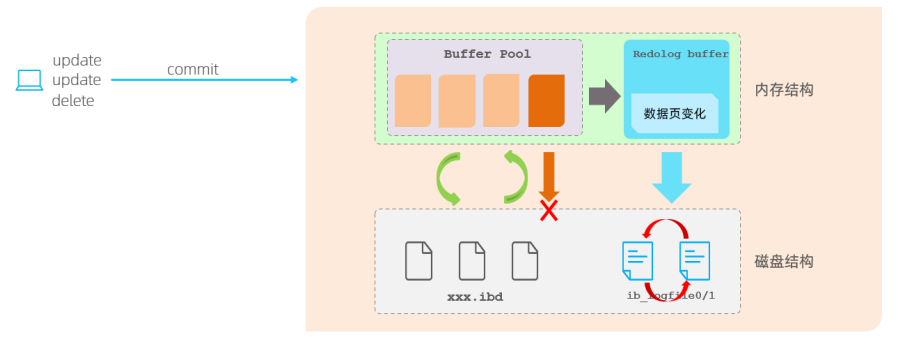 update
update
delete
commit
Buffer Pool
Redolog buffer
数据页变化
内存结构
xxx.ibd
ib_logfile0/1
磁盘结构